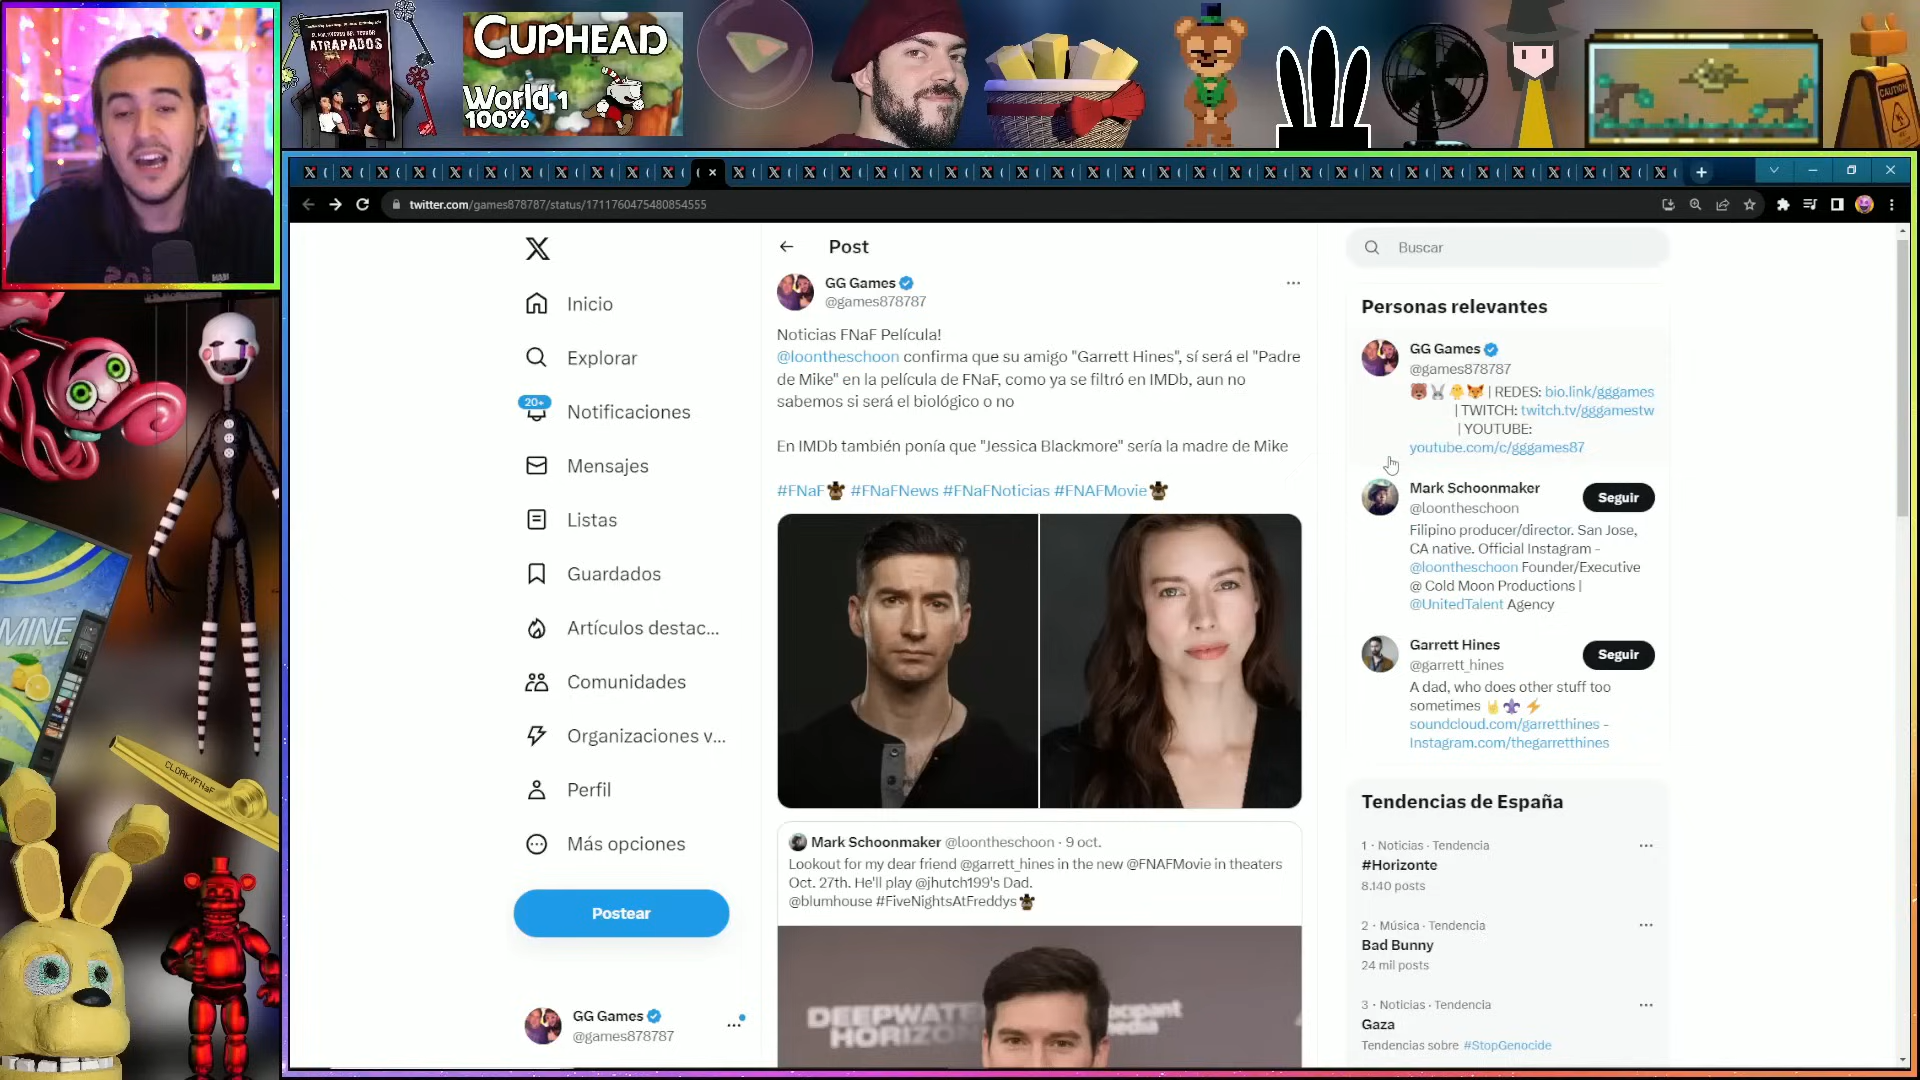 ATRAPADOS
CUPHEAD
World 1
100%
CAUTION
twitter.com/games878787/status/1711760475480854555
Post
Buscar
GG Games
@games878787
Noticias FNaF Película!
@loontheschoon confirma que su amigo "Garrett Hines", sí será el "Padre
de Mike" en la película de FNaF, como ya se filtró en IMDb, aun no
sabemos si será el biológico o no
En IMDb también ponía que "Jessica Blackmore" sería la madre de Mike
#FNaF #FNaFNews #FNaFNoticias #FNAFMovie
Mark Schoonmaker @loontheschoon · 9 oct.
Lookout for my dear friend @garrett_hines in the new @FNAFMovie in theaters
Oct. 27th. He'll play @jhutch199's Dad.
@blumhouse #FiveNightsAtFreddys
DEEPWATE
HORIZON
icipant
media
Inicio
Explorar
20+
Notificaciones
Mensajes
Listas
Guardados
Artículos destac...
Comunidades
Organizaciones v...
Perfil
Más opciones
Postear
GG Games
@games878787
Personas relevantes
GG Games
@games878787
| REDES: bio.link/gggames
| TWITCH: twitch.tv/gggamestw
| YOUTUBE:
youtube.com/c/gggames87
Mark Schoonmaker
@loontheschoon
Seguir
Filipino producer/director. San Jose,
CA native. Official Instagram -
@loontheschoon Founder/Executive
@ Cold Moon Productions |
@UnitedTalent Agency
Garrett Hines
@garrett_hines
Seguir
A dad, who does other stuff too
sometimes
soundcloud.com/garretthines -
Instagram.com/thegarretthines
Tendencias de España
1 · Noticias · Tendencia
#Horizonte
8.140 posts
2 · Música · Tendencia
Bad Bunny
24 mil posts
3 · Noticias · Tendencia
Gaza
Tendencias sobre #StopGenocide
MINE
CLOAK×FNaF